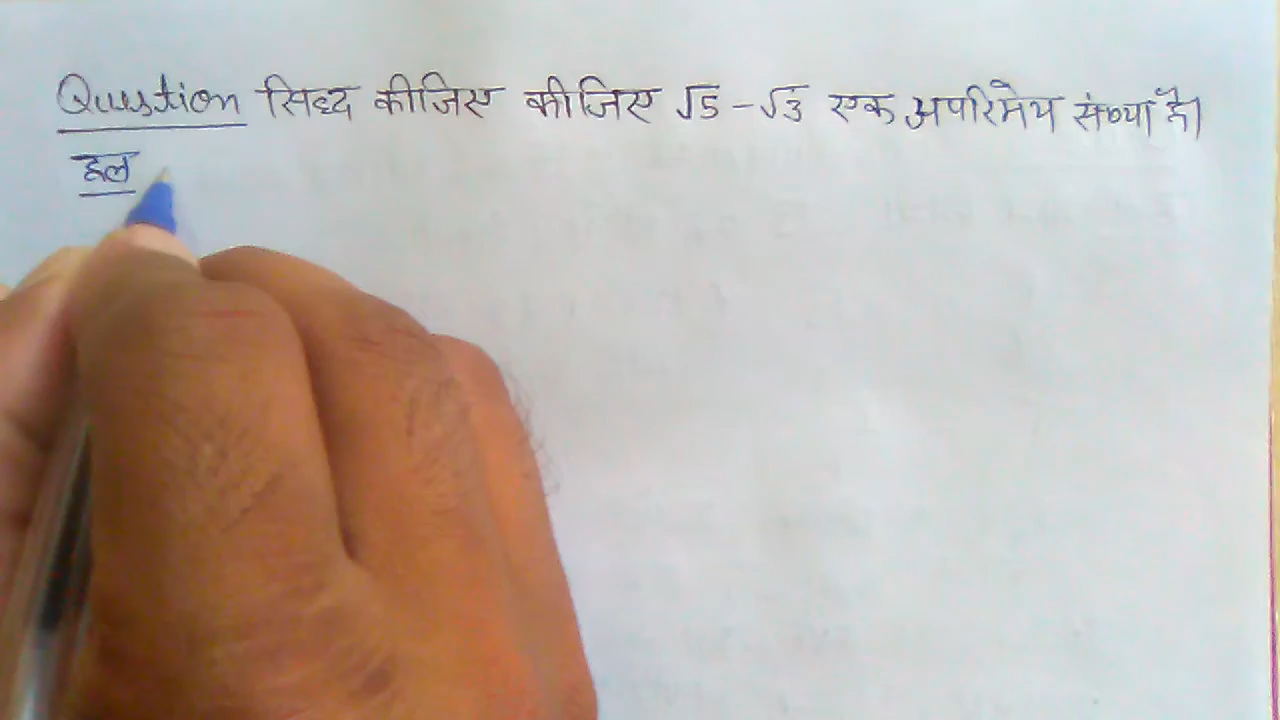 Question सिध्द कीजिए कीजिए √5 - √3 एक अपरिमेय संख्या है।
हल